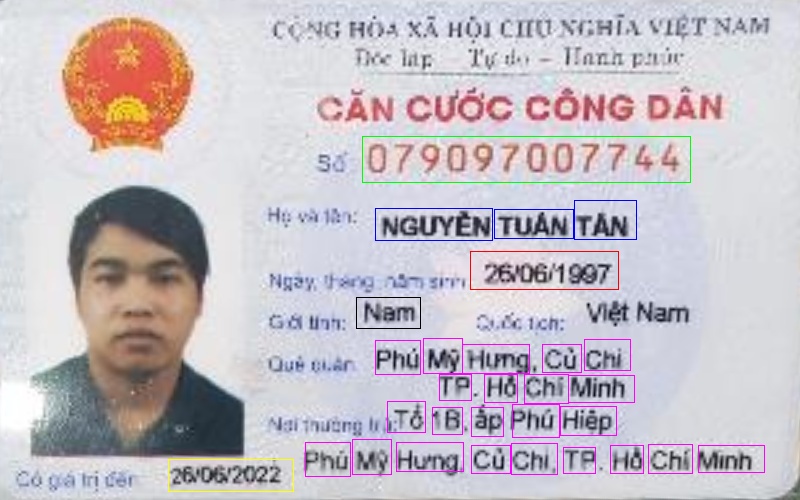 CỘNG HÒA XÃ HỘI CHỦ NGHĨA VIỆT NAM
Độc lập - Tự do - Hạnh phúc
CĂN CƯỚC CÔNG DÂN
Số 079097007744
Họ và tên: NGUYỄN TUẤN TÂN
Ngày, tháng, năm sinh 26/06/1997
Giới tính: Nam Quốc tịch: Việt Nam
Quê quán Phú Mỹ Hưng, Củ Chi
TP. Hồ Chí Minh
Nơi thường trú: Tổ 1B, ấp Phú Hiệp
Có giá trị đến: 26/06/2022 Phú Mỹ Hưng, Củ Chi, TP. Hồ Chí Minh